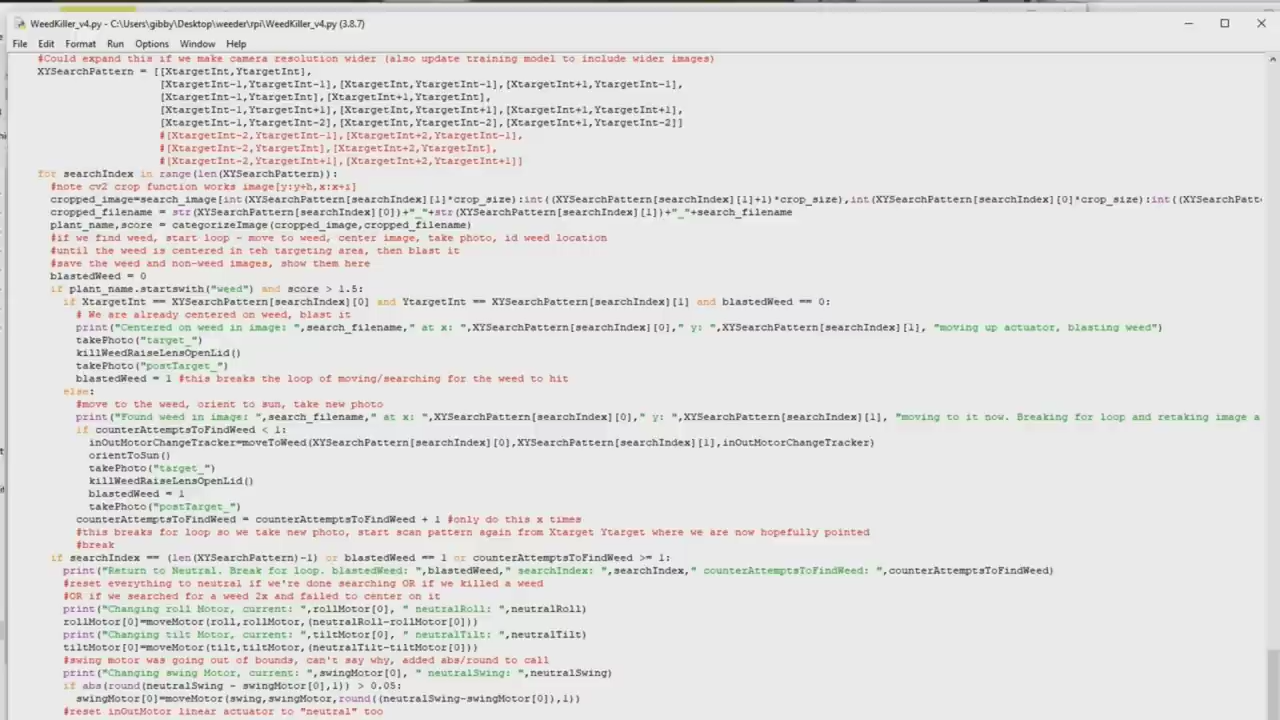 WeedKiller_v4.py - C:\Users\gibby\Desktop\weeder\rpi\WeedKiller_v4.py (3.8.7)
File Edit Format Run Options Window Help
#Could expand this if we make camera resolution wider (also update training model to include wider images)
XYSearchPattern = [[XtargetInt,YtargetInt],
[XtargetInt-1,YtargetInt-1],[XtargetInt,YtargetInt-1],[XtargetInt+1,YtargetInt-1],
[XtargetInt-1,YtargetInt],[XtargetInt+1,YtargetInt],
[XtargetInt-1,YtargetInt+1],[XtargetInt,YtargetInt+1],[XtargetInt+1,YtargetInt+1],
[XtargetInt-1,YtargetInt-2],[XtargetInt,YtargetInt-2],[XtargetInt+1,YtargetInt-2]]
#[XtargetInt-2,YtargetInt-1],[XtargetInt+2,YtargetInt-1],
#[XtargetInt-2,YtargetInt],[XtargetInt+2,YtargetInt],
#[XtargetInt-2,YtargetInt+1],[XtargetInt+2,YtargetInt+1]]
for searchIndex in range(len(XYSearchPattern)):
#note cv2 crop function works image[y:y+h,x:x+i]
cropped_image=search_image[int(XYSearchPattern[searchIndex][1]*crop_size):int((XYSearchPattern[searchIndex][1]+1)*crop_size),int(XYSearchPattern[searchIndex][0]*crop_size):int((XYSearchPatt
cropped_filename = str(XYSearchPattern[searchIndex][0])+"_"+str(XYSearchPattern[searchIndex][1])+"_"+search_filename
plant_name,score = categorizeImage(cropped_image,cropped_filename)
#if we find weed, start loop - move to weed, center image, take photo, id weed location
#until the weed is centered in teh targeting area, then blast it
#save the weed and non-weed images, show them here
blastedWeed = 0
if plant_name.startswith("weed") and score > 1.5:
if XtargetInt == XYSearchPattern[searchIndex][0] and YtargetInt == XYSearchPattern[searchIndex][1] and blastedWeed == 0:
# We are already centered on weed, blast it
print("Centered on weed in image: ",search_filename," at x: ",XYSearchPattern[searchIndex][0]," y: ",XYSearchPattern[searchIndex][1], "moving up actuator, blasting weed")
takePhoto("target_")
killWeedRaiseLensOpenLid()
takePhoto("postTarget_")
blastedWeed = 1 #this breaks the loop of moving/searching for the weed to hit
else:
#move to the weed, orient to sun, take new photo
print("Found weed in image: ",search_filename," at x: ",XYSearchPattern[searchIndex][0]," y: ",XYSearchPattern[searchIndex][1], "moving to it now. Breaking for loop and retaking image a
if counterAttemptsToFindWeed < 1:
inOutMotorChangeTracker=moveToWeed(XYSearchPattern[searchIndex][0],XYSearchPattern[searchIndex][1],inOutMotorChangeTracker)
orientToSun()
takePhoto("target_")
killWeedRaiseLensOpenLid()
blastedWeed = 1
takePhoto("postTarget_")
counterAttemptsToFindWeed = counterAttemptsToFindWeed + 1 #only do this x times
#this breaks for loop so we take new photo, start scan pattern again from Xtarget Ytarget where we are now hopefully pointed
#break
if searchIndex == (len(XYSearchPattern)-1) or blastedWeed == 1 or counterAttemptsToFindWeed >= 1:
print("Return to Neutral. Break for loop. blastedWeed: ",blastedWeed," searchIndex: ",searchIndex," counterAttemptsToFindWeed: ",counterAttemptsToFindWeed)
#reset everything to neutral if we're done searching OR if we killed a weed
#OR if we searched for a weed 2x and failed to center on it
print("Changing roll Motor, current: ",rollMotor[0], " neutralRoll: ",neutralRoll)
rollMotor[0]=moveMotor(roll,rollMotor,(neutralRoll-rollMotor[0]))
print("Changing tilt Motor, current: ",tiltMotor[0], " neutralTilt: ",neutralTilt)
tiltMotor[0]=moveMotor(tilt,tiltMotor,(neutralTilt-tiltMotor[0]))
#swing motor was going out of bounds, can't say why, added abs/round to call
print("Changing swing Motor, current: ",swingMotor[0], " neutralSwing: ",neutralSwing)
if abs(round(neutralSwing - swingMotor[0],1)) > 0.05:
swingMotor[0]=moveMotor(swing,swingMotor,round((neutralSwing-swingMotor[0]),1))
#reset inOutMotor linear actuator to "neutral" too